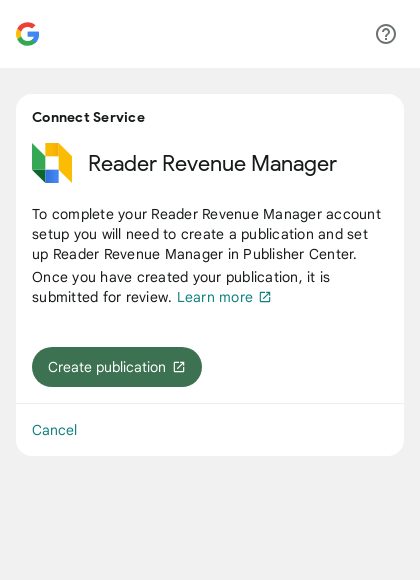 Connect Service
Reader Revenue Manager
To complete your Reader Revenue Manager account
setup you will need to create a publication and set
up Reader Revenue Manager in Publisher Center.
Once you have created your publication, it is
submitted for review. Learn more
Create publication
Cancel